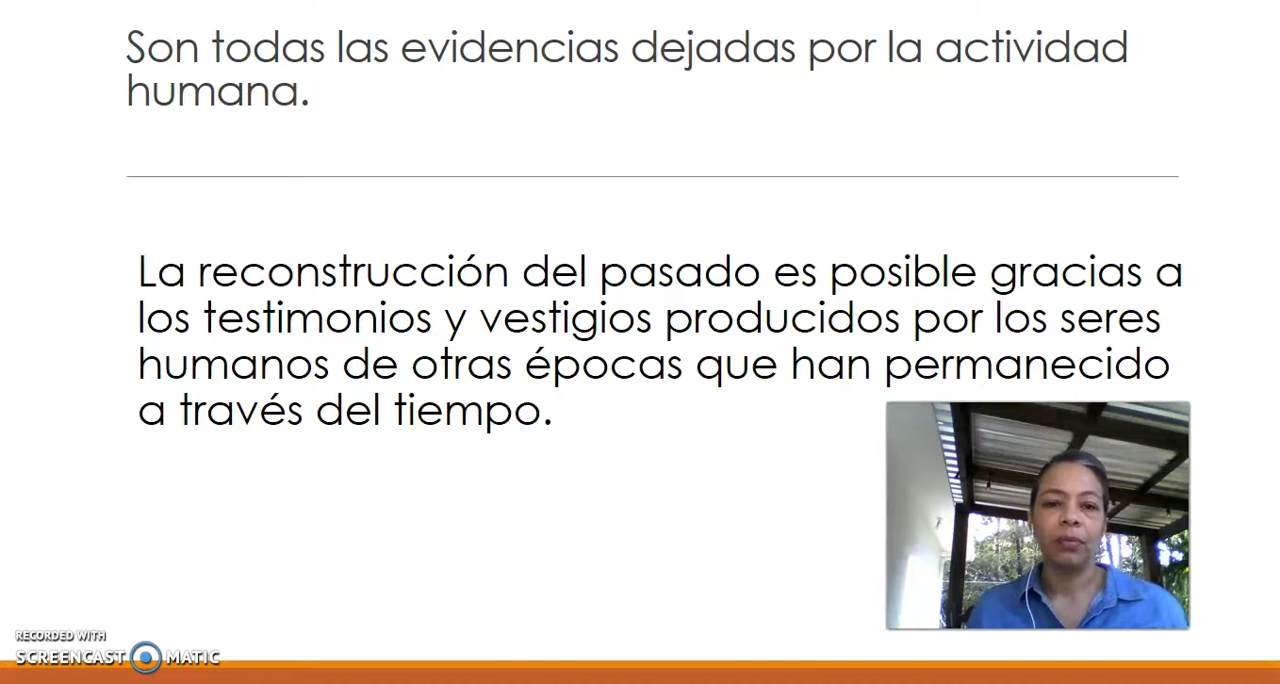 Son todas las evidencias dejadas por la actividad
humana.
La reconstrucción del pasado es posible gracias a
los testimonios y vestigios producidos por los seres
humanos de otras épocas que han permanecido
a través del tiempo.
RECORDED WITH
SCREENCAST MATIC